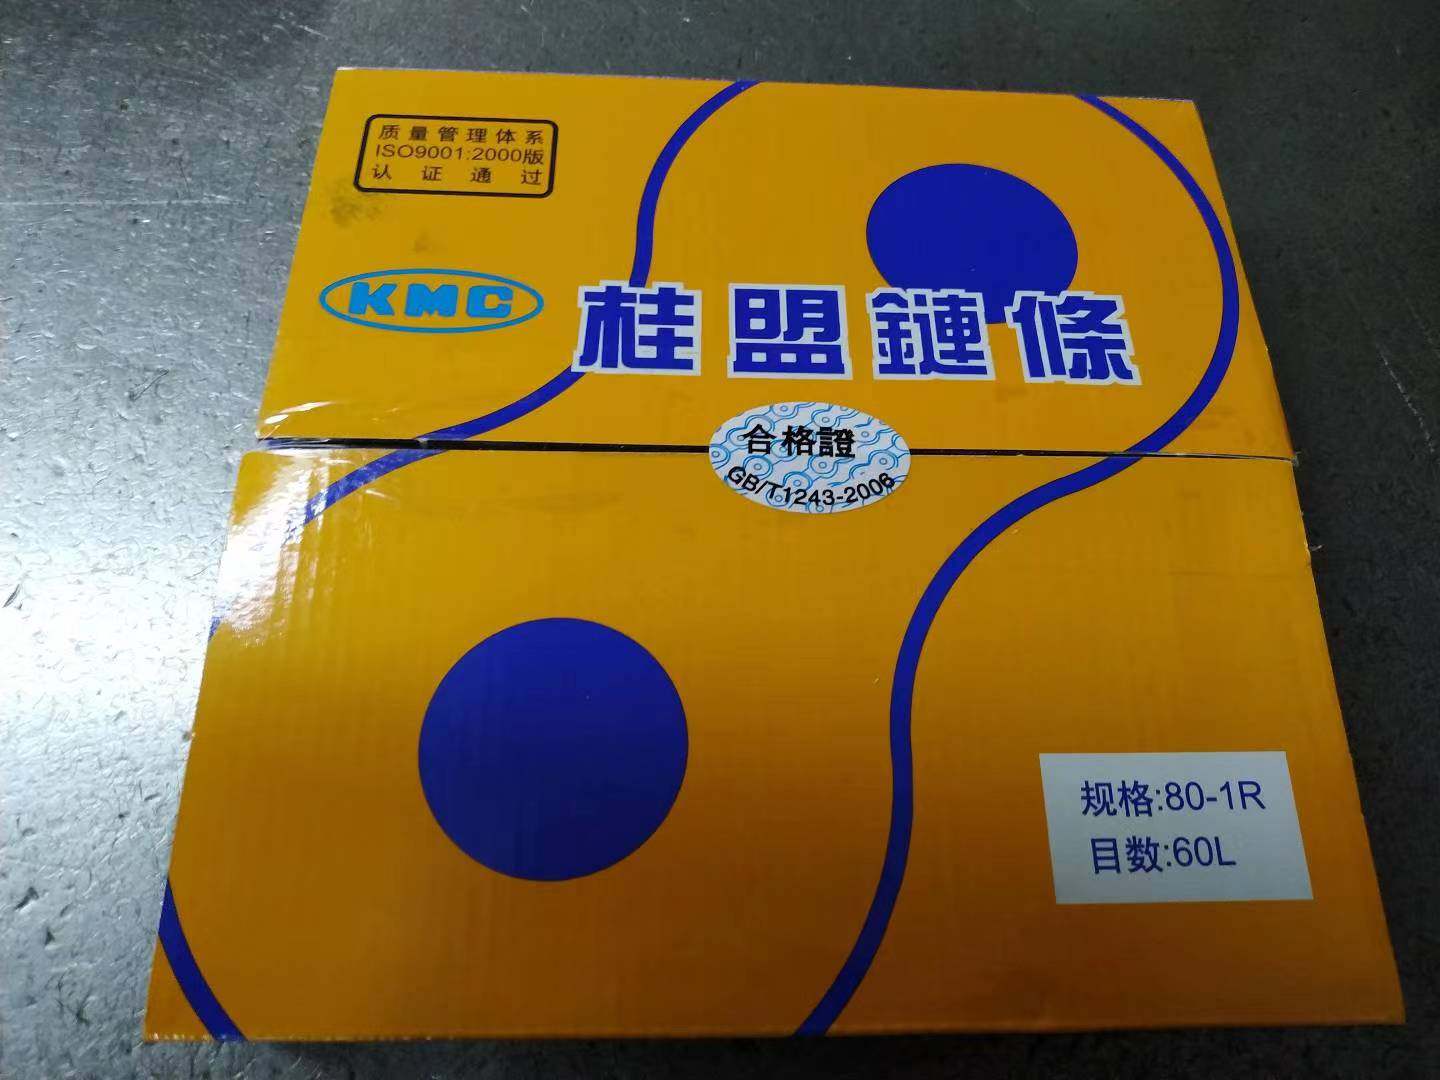 质量管理体系
ISO9001:2000版
认证通过
KMC
桂盟鏈條
合格證
GB/T1243-2006
规格:80-1R
目数:60L